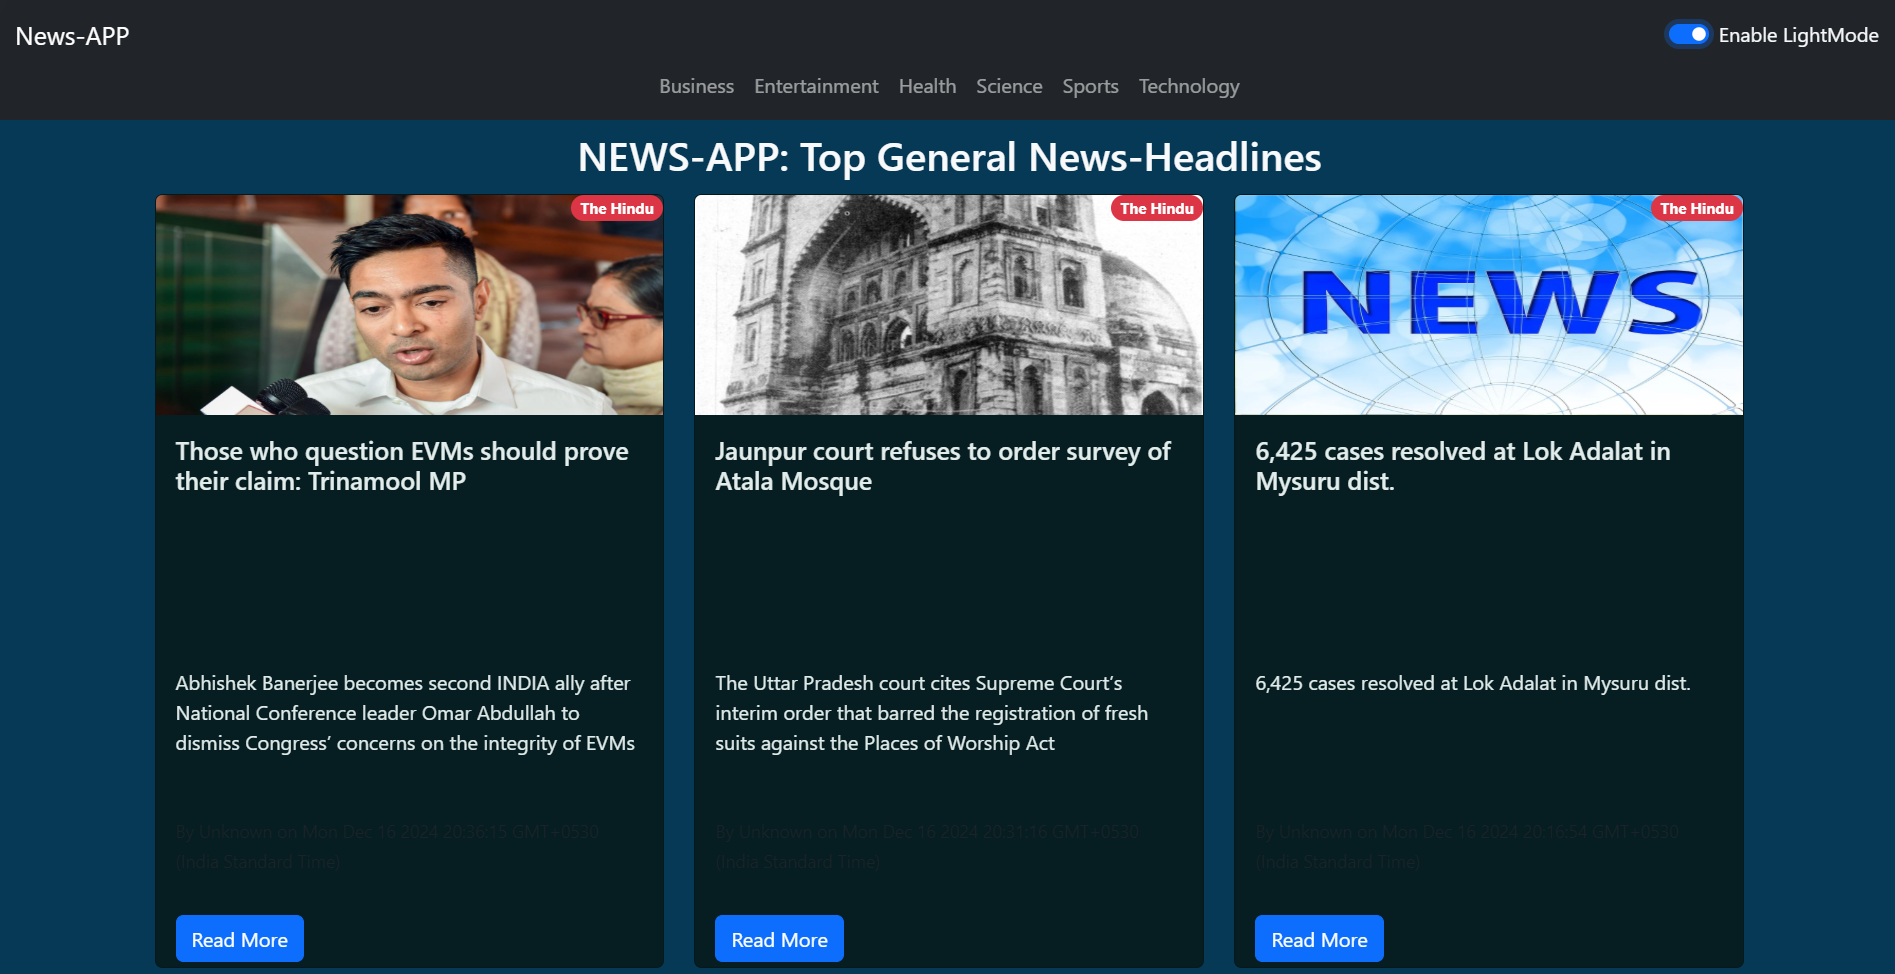 News-APP
Enable LightMode
Business Entertainment Health Science Sports Technology
NEWS-APP: Top General News-Headlines
The Hindu
Those who question EVMs should prove
their claim: Trinamool MP
Abhishek Banerjee becomes second INDIA ally after
National Conference leader Omar Abdullah to
dismiss Congress’ concerns on the integrity of EVMs
By Unknown on Mon Dec 16 2024 20:36:15 GMT+0530
(India Standard Time)
Read More
The Hindu
Jaunpur court refuses to order survey of
Atala Mosque
The Uttar Pradesh court cites Supreme Court’s
interim order that barred the registration of fresh
suits against the Places of Worship Act
By Unknown on Mon Dec 16 2024 20:31:16 GMT+0530
(India Standard Time)
Read More
The Hindu
NEWS
6,425 cases resolved at Lok Adalat in
Mysuru dist.
6,425 cases resolved at Lok Adalat in Mysuru dist.
By Unknown on Mon Dec 16 2024 20:16:54 GMT+0530
(India Standard Time)
Read More